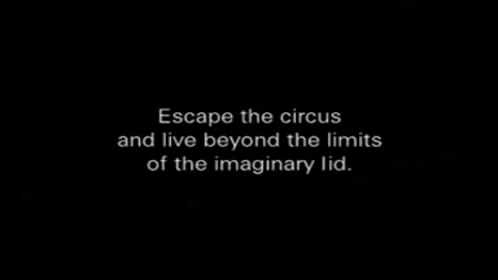 Escape the circus
and live beyond the limits
of the imaginary lid.